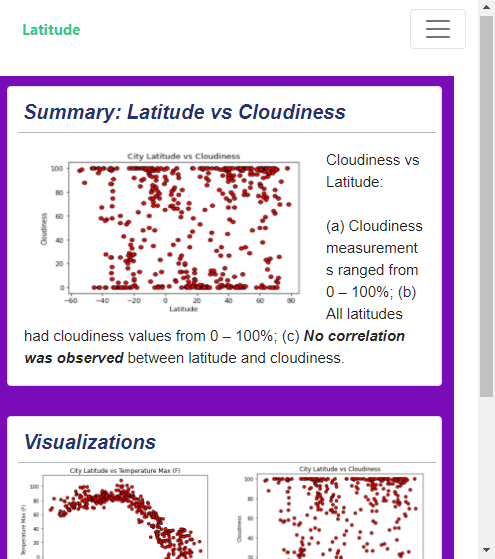 Latitude
Summary: Latitude vs Cloudiness
City Latitude vs Cloudiness
100
80
60
40
20
0
Cloudiness
−60 −40 −20 0 20 40 60 80
Latitude
Cloudiness vs
Latitude:
(a) Cloudiness
measurement
s ranged from
0 – 100%; (b)
All latitudes
had cloudiness values from 0 – 100%; (c) No correlation
was observed between latitude and cloudiness.
Visualizations
City Latitude vs Temperature Max (F)
100
80
60
40
20
Temperature Max (F)
City Latitude vs Cloudiness
100
80
60
40
20
Cloudiness